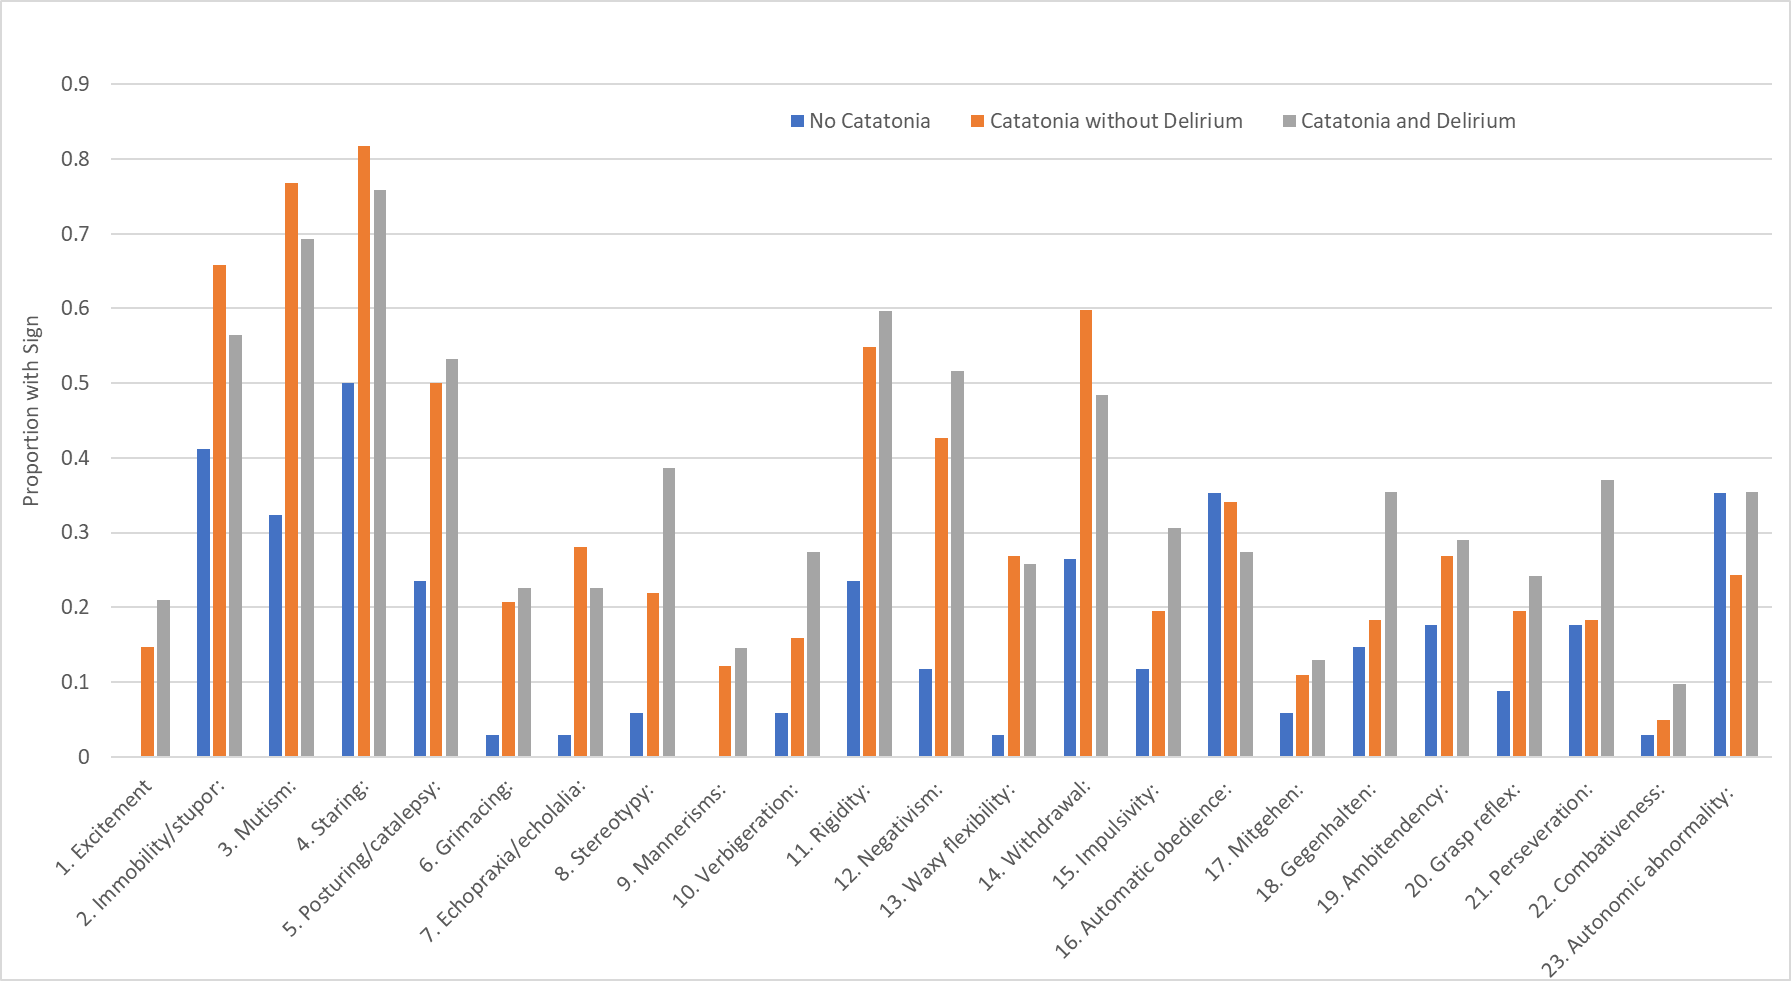 0.9
No Catatonia
Catatonia without Delirium
Catatonia and Delirium
0.8
0.7
0.6
0.5
0.4
0.3
0.2
0.1
0
Proportion with Sign
1. Excitement
2. Immobility/stupor:
3. Mutism:
4. Staring:
5. Posturing/catalepsy:
6. Grimacing:
7. Echopraxia/echolalia:
8. Stereotypy:
9. Mannerisms:
10. Verbigeration:
11. Rigidity:
12. Negativism:
13. Waxy flexibility:
14. Withdrawal:
15. Impulsivity:
16. Automatic obedience:
17. Mitgehen:
18. Gegenhalten:
19. Ambitendency:
20. Grasp reflex:
21. Perseveration:
22. Combativeness:
23. Autonomic abnormality: